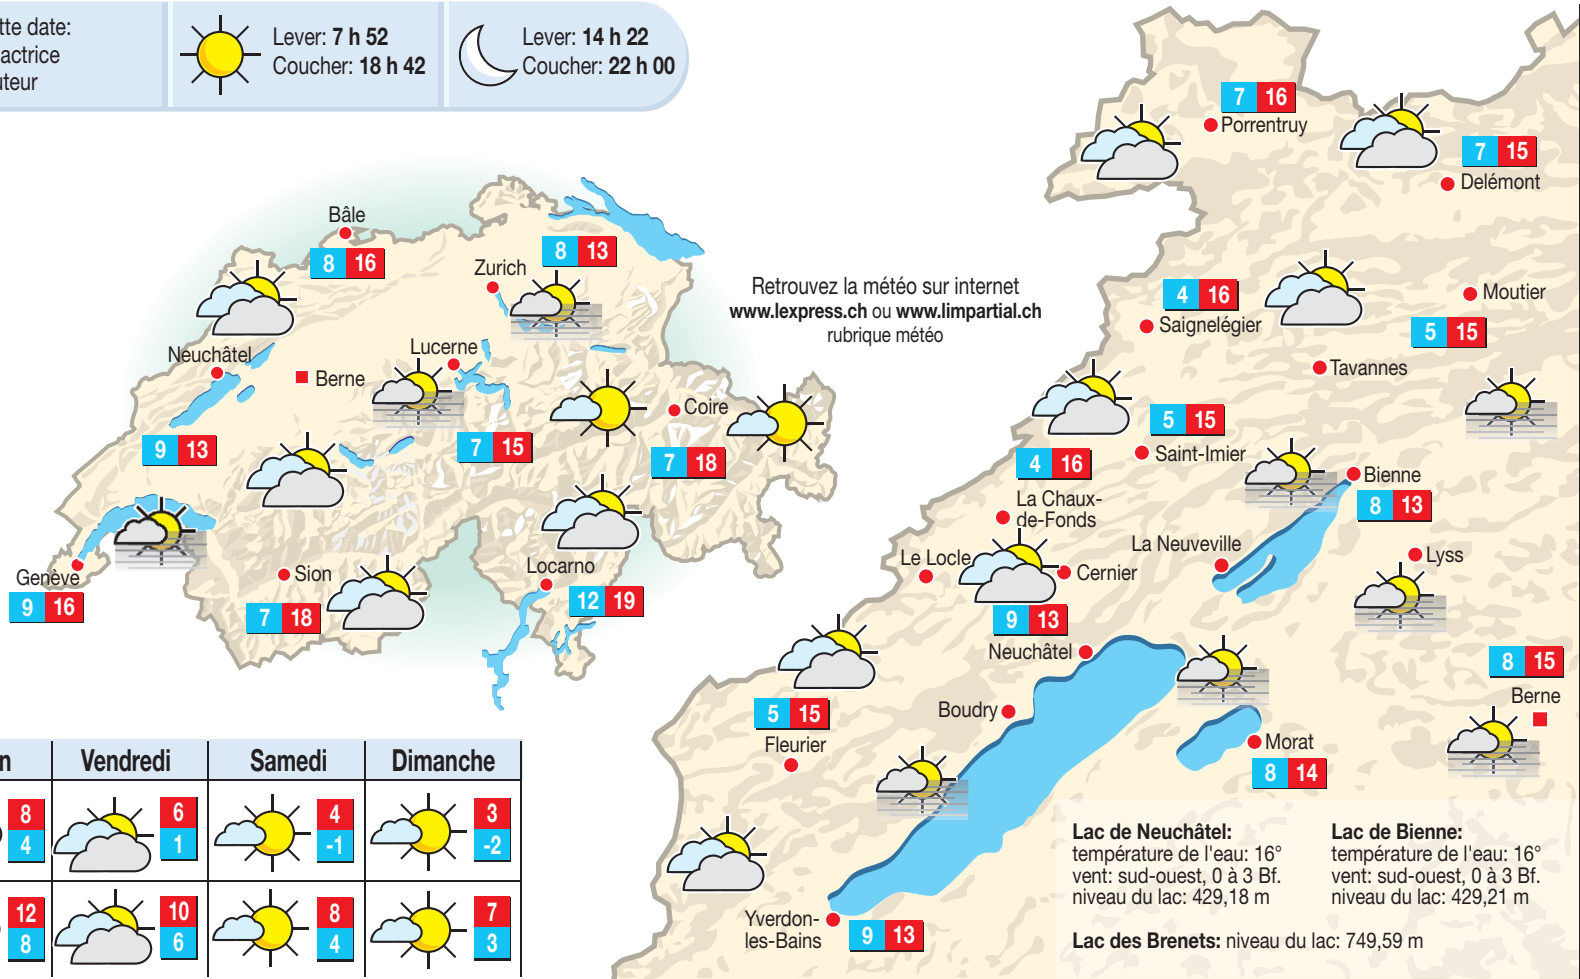 tte date:
actrice
uteur
Lever: 7 h 52
Coucher: 18 h 42
Lever: 14 h 22
Coucher: 22 h 00
Bâle
8 16
Zurich
8 13
Neuchâtel
9 13
Berne
Lucerne
7 15
Coire
7 18
Genève
9 16
Sion
7 18
Locarno
12 19
Retrouvez la météo sur internet
www.lexpress.ch ou www.limpartial.ch
rubrique météo
7 16
Porrentruy
7 15
Delémont
4 16
Saignelégier
Moutier
5 15
Tavannes
5 15
Saint-Imier
4 16
La Chaux-
de-Fonds
Bienne
8 13
La Neuveville
Lyss
Le Locle
Cernier
9 13
Neuchâtel
8 15
Berne
5 15
Fleurier
Boudry
Morat
8 14
Yverdon-
les-Bains
9 13
n
Vendredi
Samedi
Dimanche
8
4
6
1
4
-1
3
-2
12
8
10
6
8
4
7
3
Lac de Neuchâtel:
température de l'eau: 16°
vent: sud-ouest, 0 à 3 Bf.
niveau du lac: 429,18 m
Lac de Bienne:
température de l'eau: 16°
vent: sud-ouest, 0 à 3 Bf.
niveau du lac: 429,21 m
Lac des Brenets: niveau du lac: 749,59 m